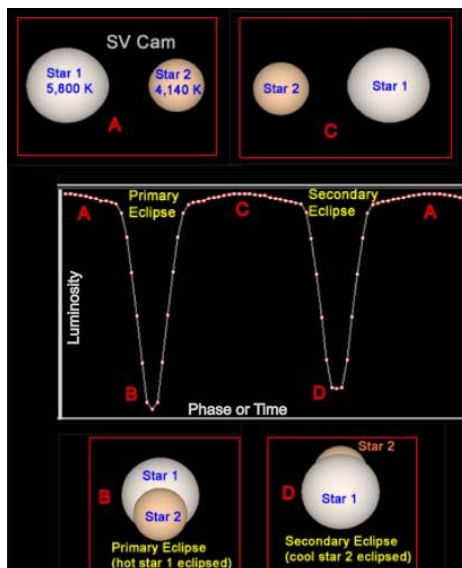 SV Cam
Star 1
5,800 K
Star 2
4,140 K
A
Star 2
Star 1
C
A
Primary
Eclipse
C
Secondary
Eclipse
A
Luminosity
B
D
Phase or Time
B
Star 1
Star 2
Primary Eclipse
(hot star 1 eclipsed)
Star 2
D
Star 1
Secondary Eclipse
(cool star 2 eclipsed)